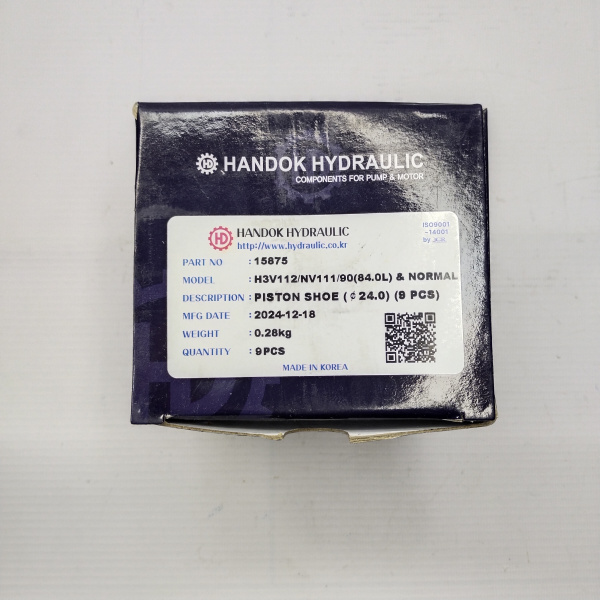 HANDOK HYDRAULIC
COMPONENTS FOR PUMP & MOTOR
HANDOK HYDRAULIC
http://www.hydraulic.co.kr
ISO9001
-14001
by
PART NO : 15875
MODEL : H3V112/NV111/90(84.0L) & NORMAL
DESCRIPTION : PISTON SHOE (¢24.0) (9 PCS)
MFG DATE : 2024-12-18
WEIGHT : 0.28kg
QUANTITY : 9PCS
MADE IN KOREA